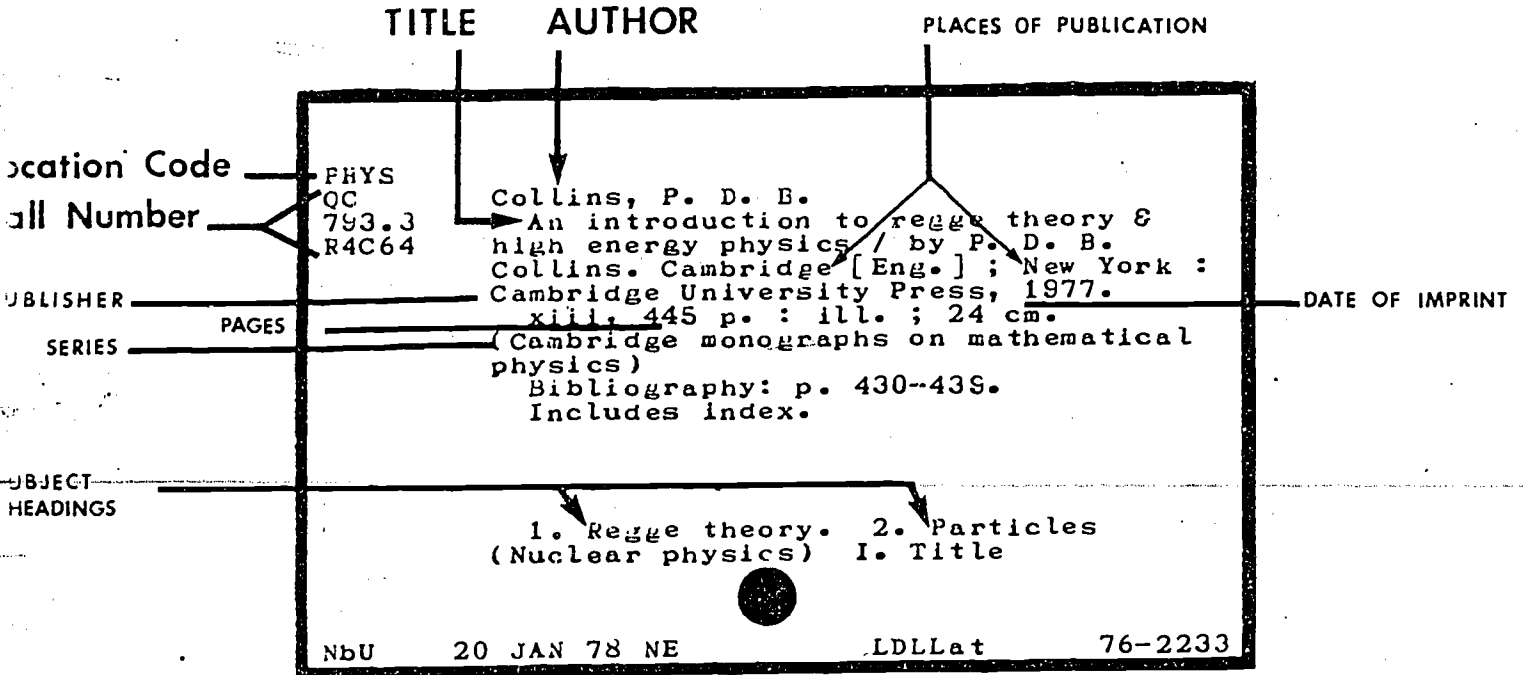 TITLE AUTHOR PLACES OF PUBLICATION
ocation Code
all Number
PHYS
QC
793.3
R4C64
Collins, P. D. B.
An introduction to regge theory &
high energy physics / by P. D. B.
Collins. Cambridge [Eng.] ; New York :
Cambridge University Press, 1977.
xiii, 445 p. : ill. ; 24 cm.
(Cambridge monographs on mathematical
physics)
Bibliography: p. 430-439.
Includes index.
UBLISHER
PAGES
SERIES
DATE OF IMPRINT
UBJECT
HEADINGS
1. Regge theory. 2. Particles
(Nuclear physics) I. Title
NbU 20 JAN 78 NE LDLLat 76-2233